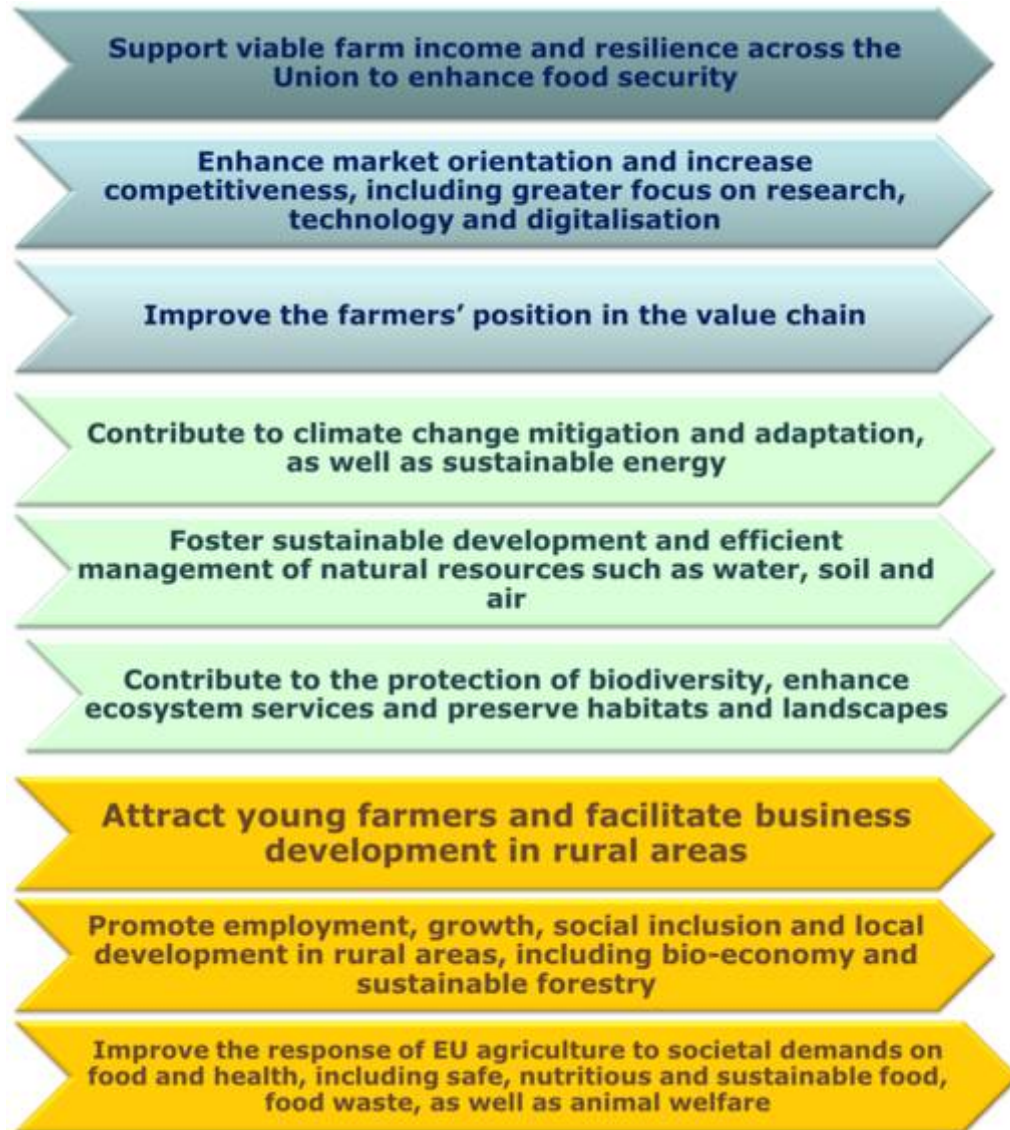 Support viable farm income and resilience across the
Union to enhance food security
Enhance market orientation and increase
competitiveness, including greater focus on research,
technology and digitalisation
Improve the farmers’ position in the value chain
Contribute to climate change mitigation and adaptation,
as well as sustainable energy
Foster sustainable development and efficient
management of natural resources such as water, soil and
air
Contribute to the protection of biodiversity, enhance
ecosystem services and preserve habitats and landscapes
Attract young farmers and facilitate business
development in rural areas
Promote employment, growth, social inclusion and local
development in rural areas, including bio-economy and
sustainable forestry
Improve the response of EU agriculture to societal demands on
food and health, including safe, nutritious and sustainable food,
food waste, as well as animal welfare